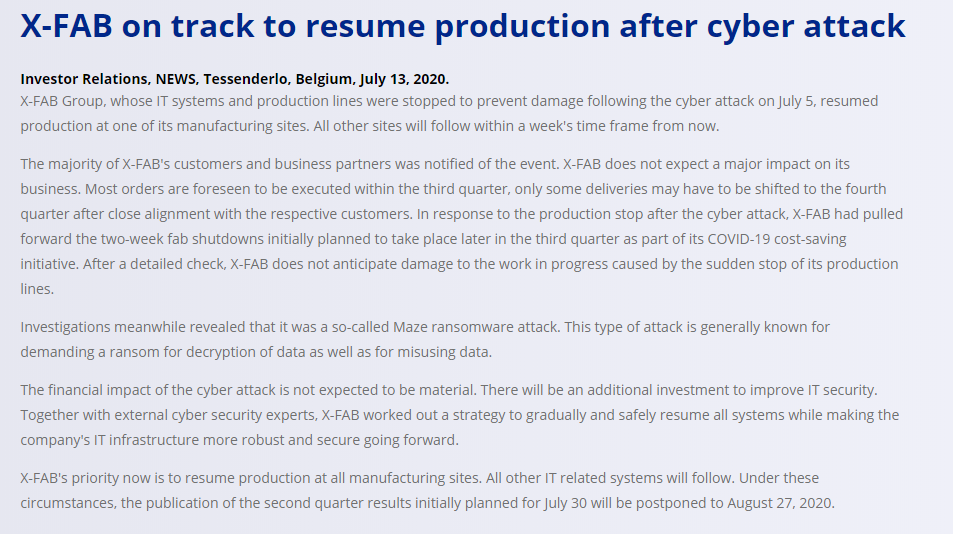 X-FAB on track to resume production after cyber attack
Investor Relations, NEWS, Tessenderlo, Belgium, July 13, 2020.
X-FAB Group, whose IT systems and production lines were stopped to prevent damage following the cyber attack on July 5, resumed
production at one of its manufacturing sites. All other sites will follow within a week's time frame from now.
The majority of X-FAB's customers and business partners was notified of the event. X-FAB does not expect a major impact on its
business. Most orders are foreseen to be executed within the third quarter, only some deliveries may have to be shifted to the fourth
quarter after close alignment with the respective customers. In response to the production stop after the cyber attack, X-FAB had pulled
forward the two-week fab shutdowns initially planned to take place later in the third quarter as part of its COVID-19 cost-saving
initiative. After a detailed check, X-FAB does not anticipate damage to the work in progress caused by the sudden stop of its production
lines.
Investigations meanwhile revealed that it was a so-called Maze ransomware attack. This type of attack is generally known for
demanding a ransom for decryption of data as well as for misusing data.
The financial impact of the cyber attack is not expected to be material. There will be an additional investment to improve IT security.
Together with external cyber security experts, X-FAB worked out a strategy to gradually and safely resume all systems while making the
company's IT infrastructure more robust and secure going forward.
X-FAB's priority now is to resume production at all manufacturing sites. All other IT related systems will follow. Under these
circumstances, the publication of the second quarter results initially planned for July 30 will be postponed to August 27, 2020.